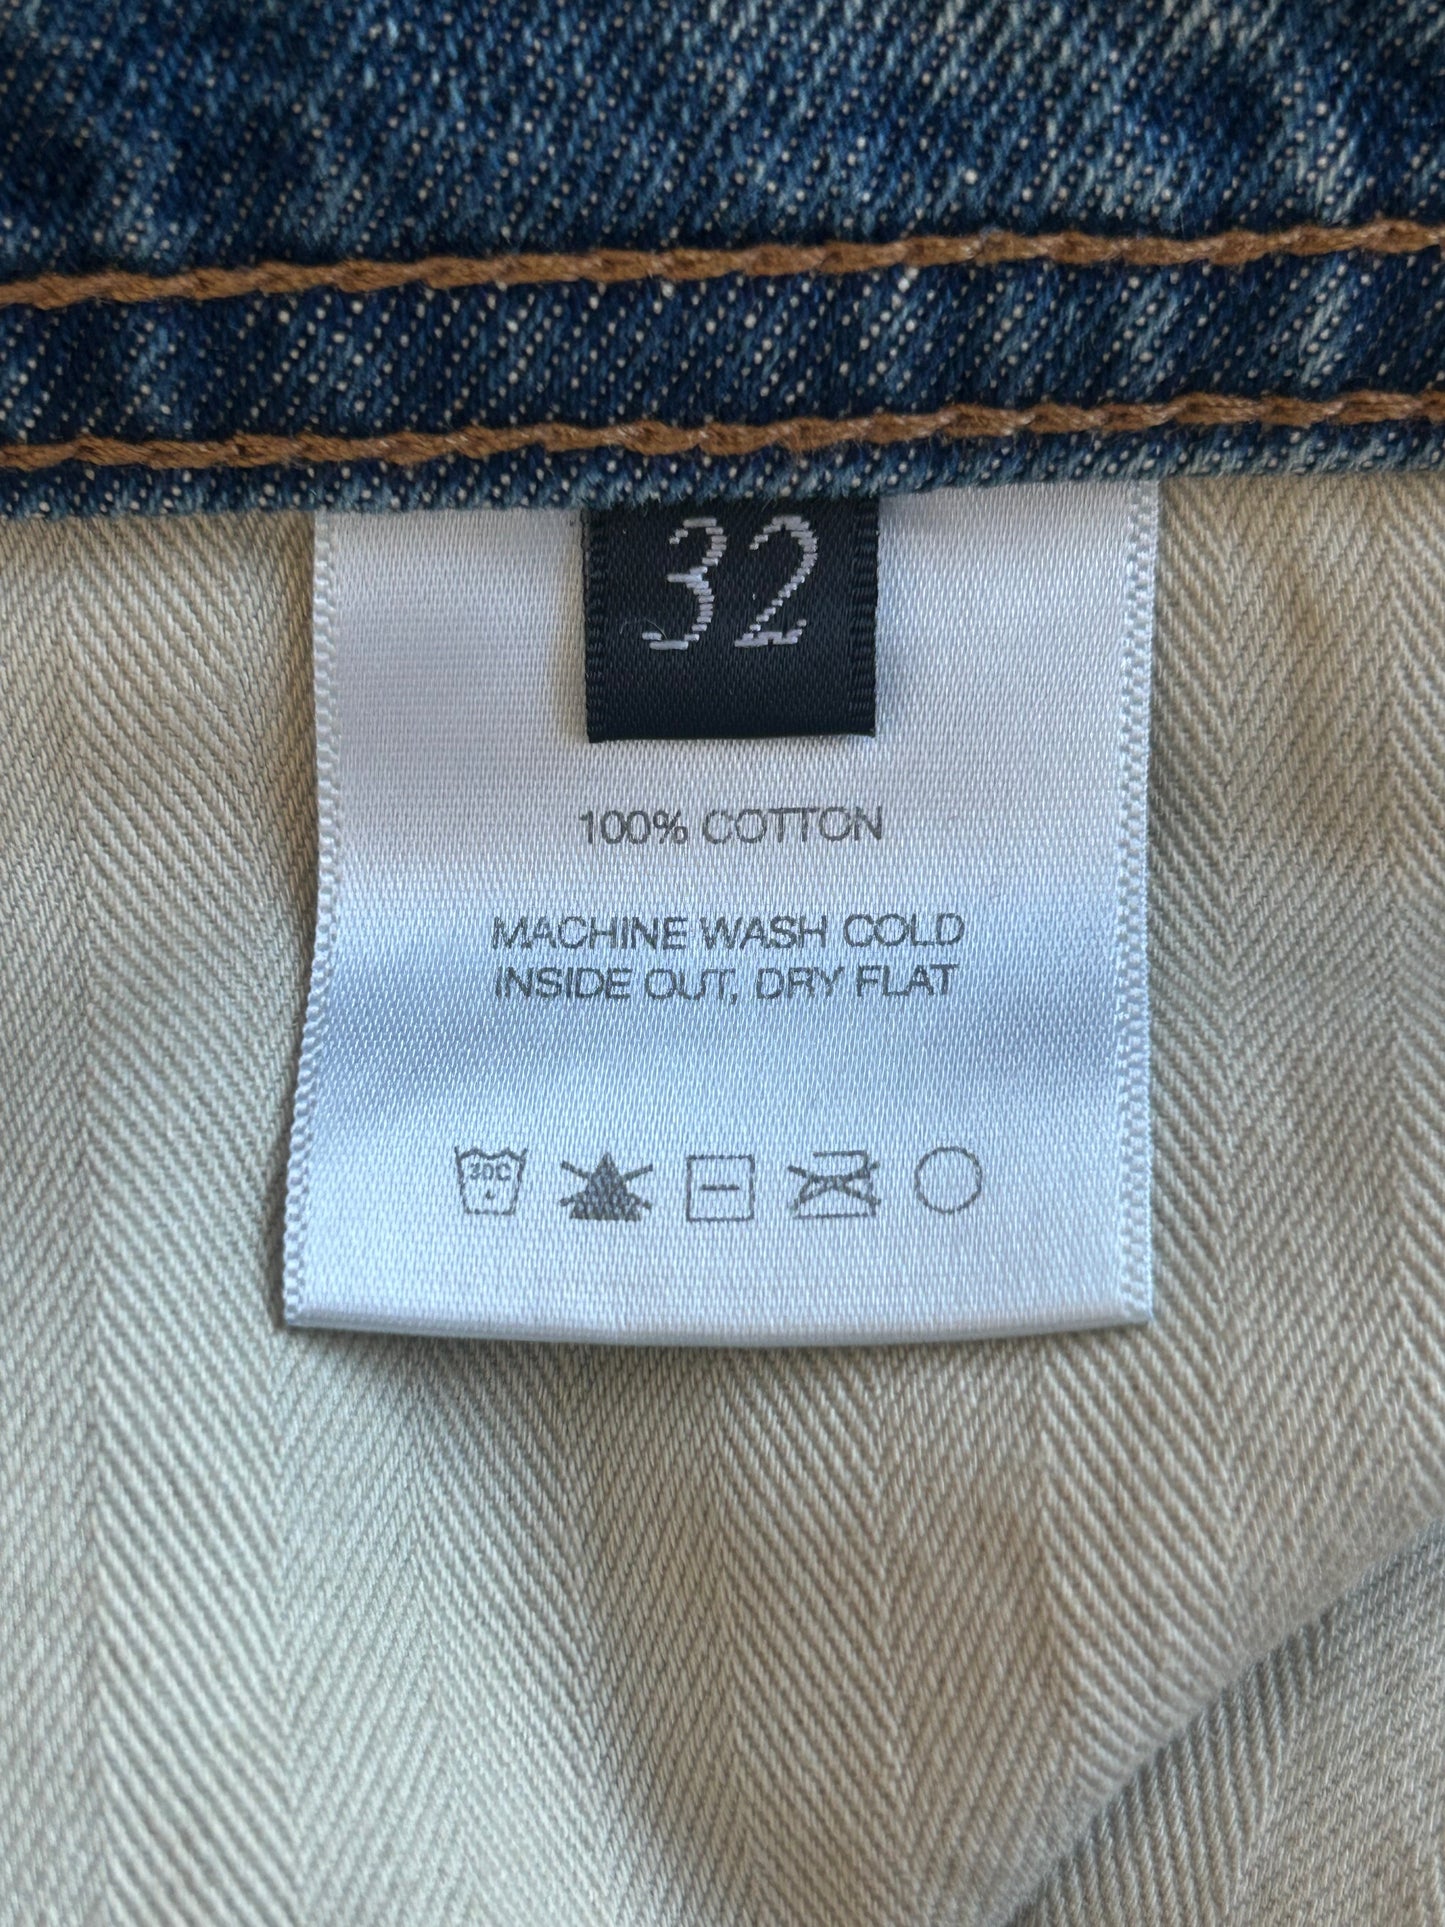 32
100% COTTON
MACHINE WASH COLD
INSIDE OUT, DRY FLAT
30C